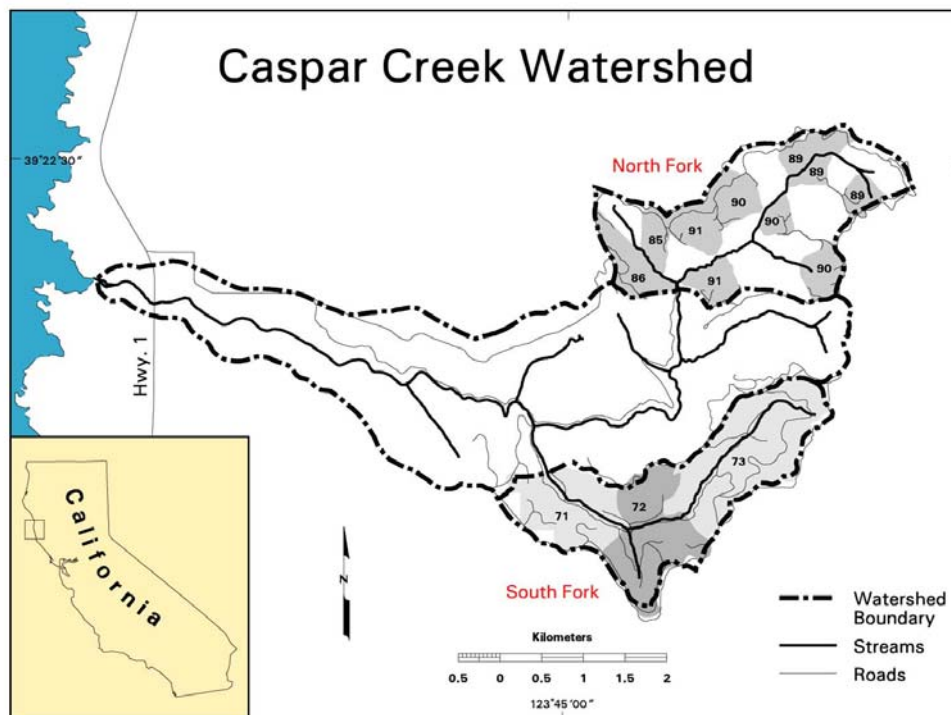 Caspar Creek Watershed
39°22'30"
North Fork
89
89
89
90
90
85
91
90
86
91
Hwy. 1
73
72
71
California
N
South Fork
Watershed
Boundary
Streams
Roads
Kilometers
0.5 0 0.5 1 1.5 2
123°45'00"